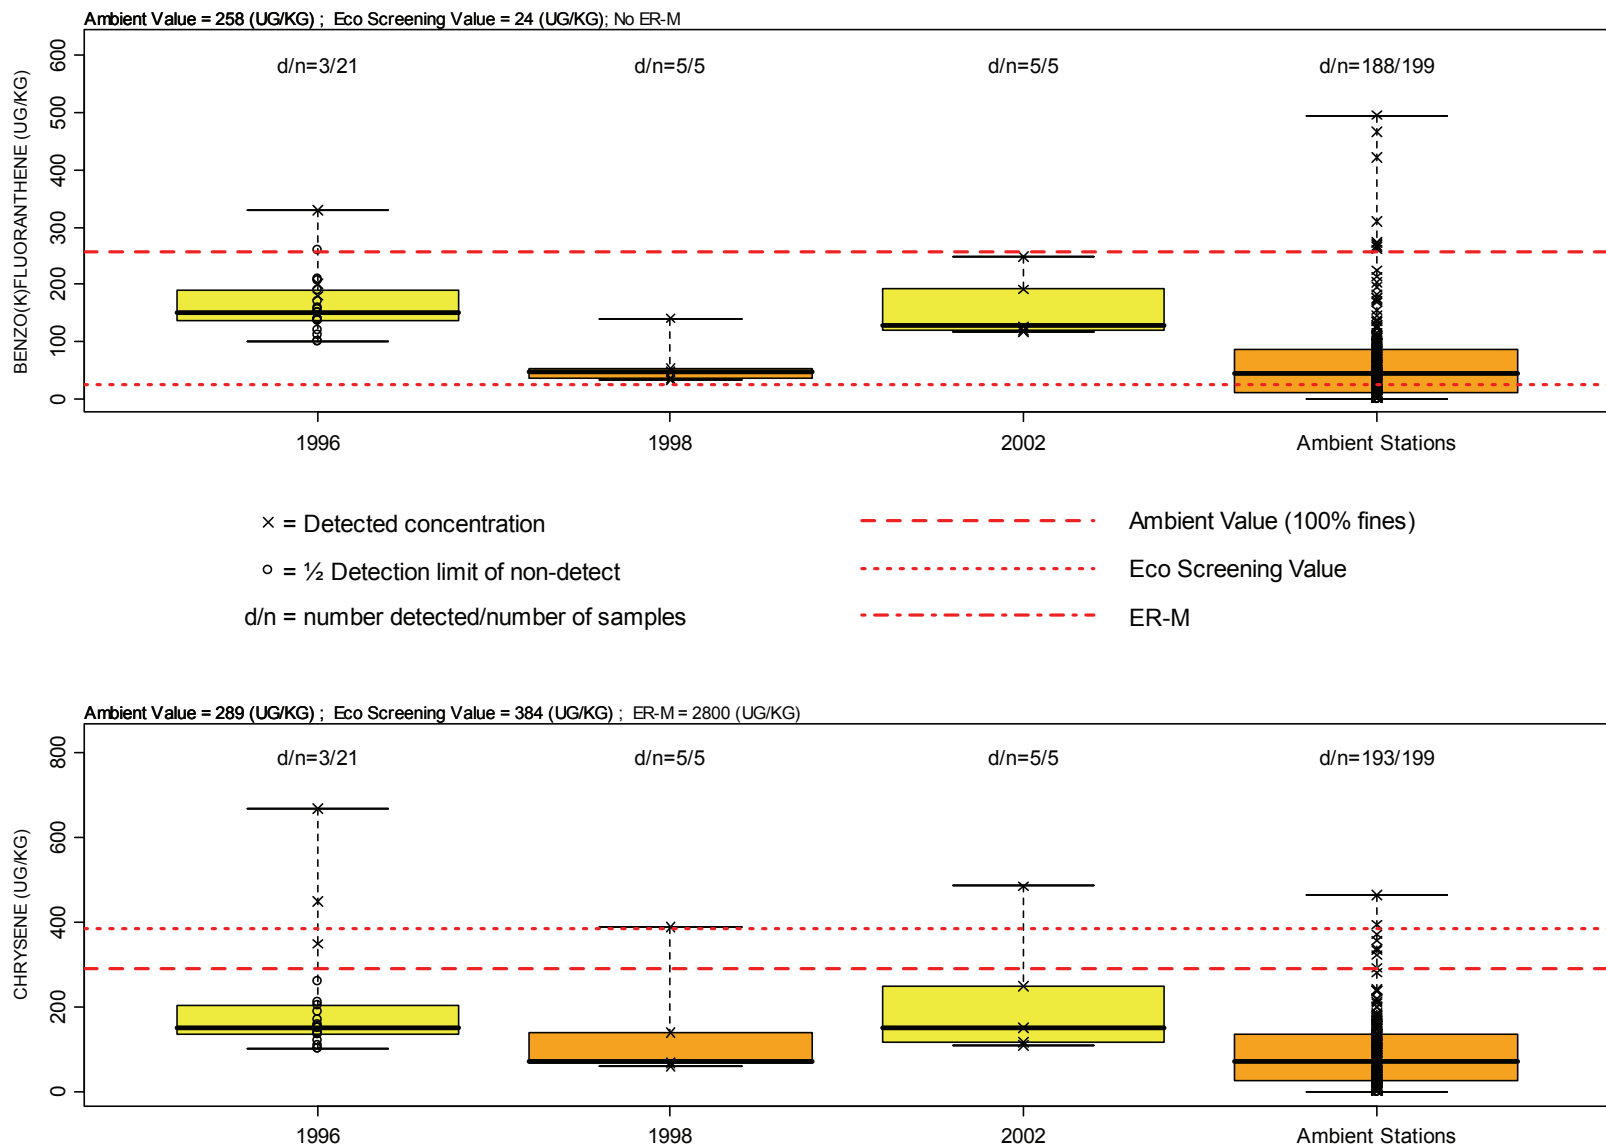 Ambient Value = 258 (UG/KG) ; Eco Screening Value = 24 (UG/KG); No ER-M
BENZO(K)FLUORANTHENE (UG/KG)
600
500
400
300
200
100
0
d/n=3/21 d/n=5/5 d/n=5/5 d/n=188/199
1996 1998 2002 Ambient Stations
× = Detected concentration
o = ½ Detection limit of non-detect
d/n = number detected/number of samples
Ambient Value (100% fines)
Eco Screening Value
ER-M
Ambient Value = 289 (UG/KG) ; Eco Screening Value = 384 (UG/KG) ; ER-M = 2800 (UG/KG)
CHRYSENE (UG/KG)
800
600
400
200
0
d/n=3/21 d/n=5/5 d/n=5/5 d/n=193/199
1996 1998 2002 Ambient Stations